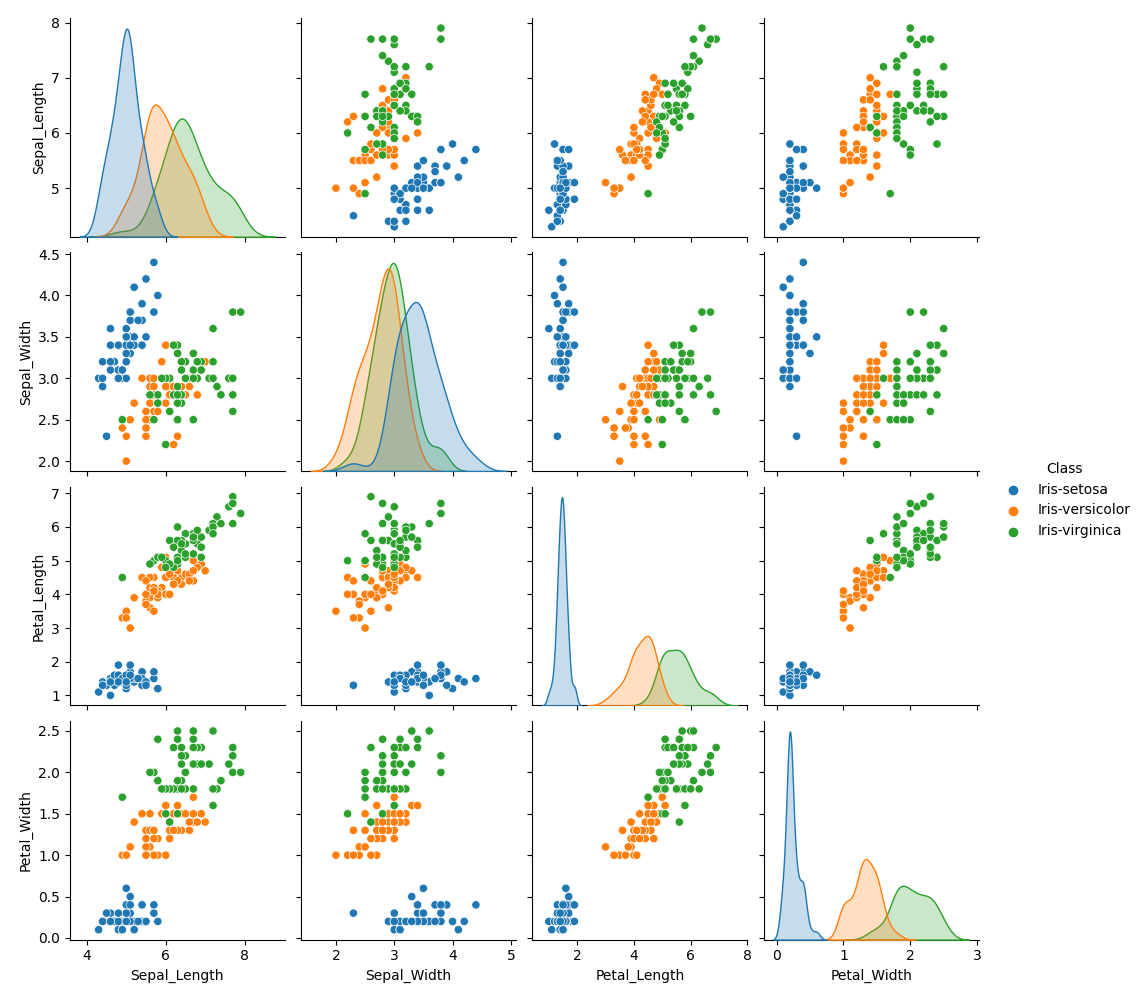 8
7
6
5
Sepal_Length
4.5
4.0
3.5
3.0
2.5
2.0
Sepal_Width
Class
Iris-setosa
Iris-versicolor
Iris-virginica
7
6
5
4
3
2
1
Petal_Length
2.5
2.0
1.5
1.0
0.5
0.0
Petal_Width
4 6 8 2 3 4 5 2 4 6 8 0 1 2 3
Sepal_Length Sepal_Width Petal_Length Petal_Width